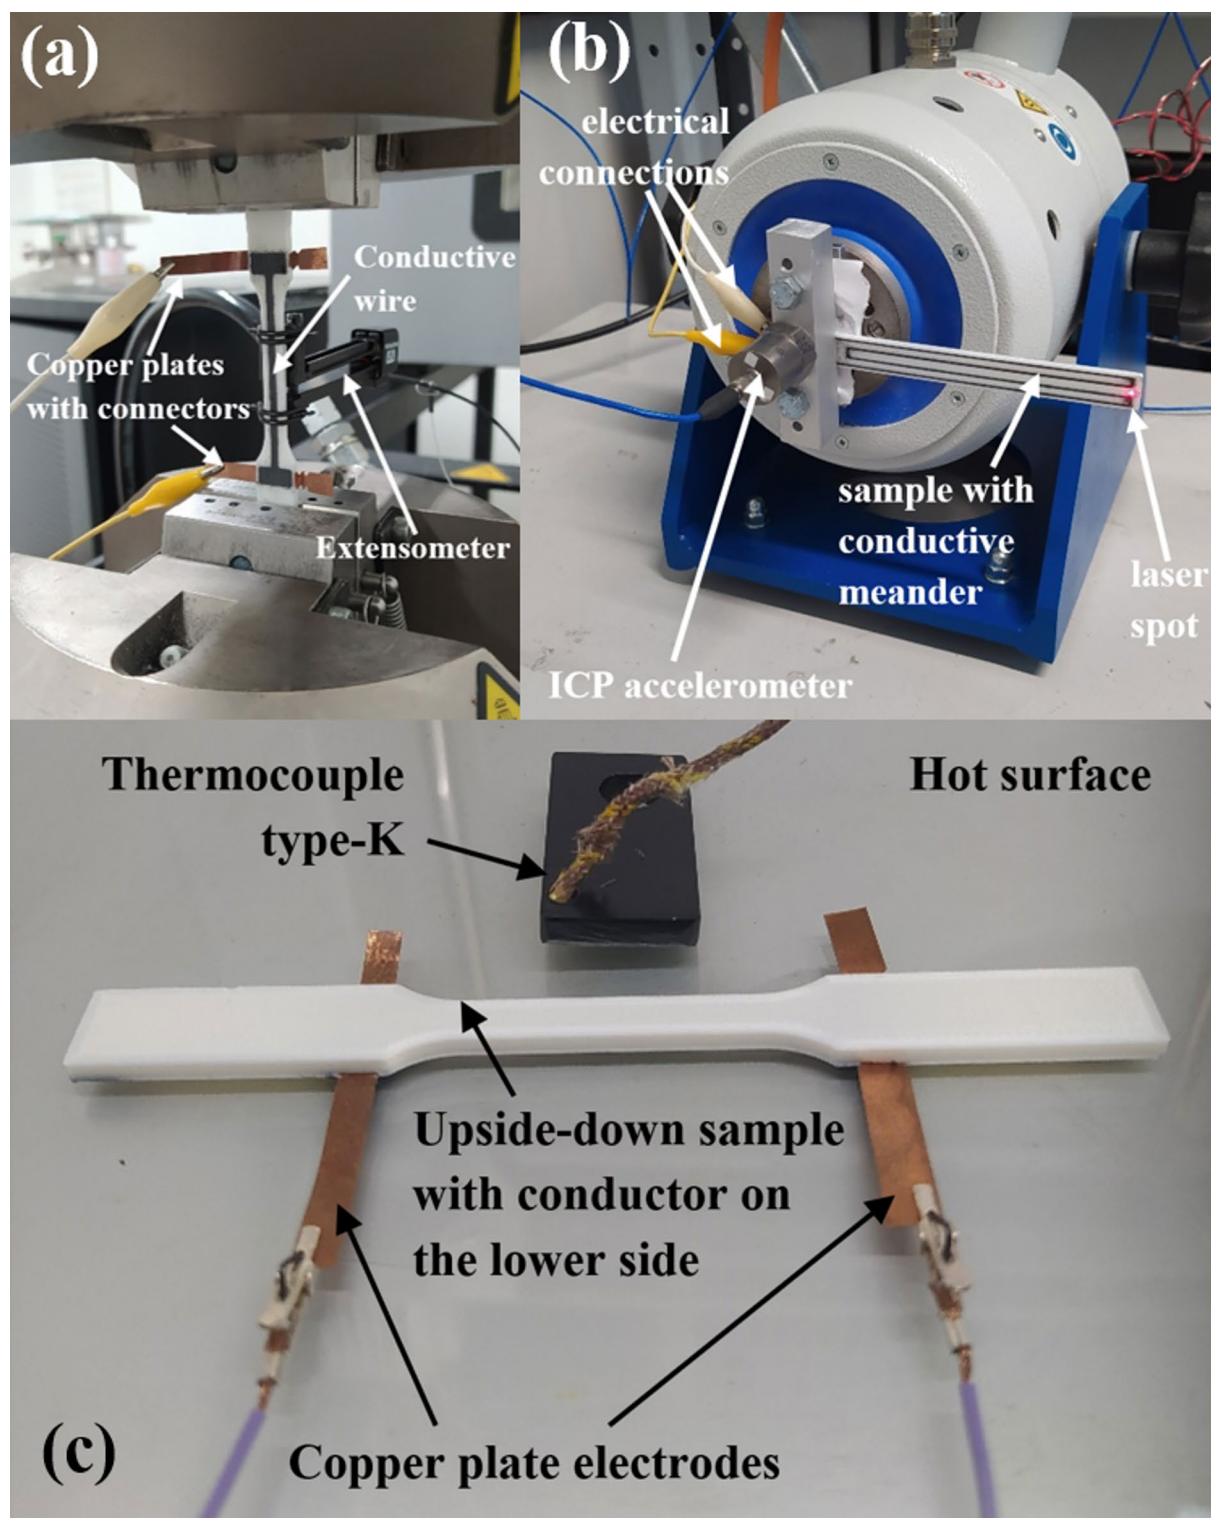 (a)
Conductive
wire
Copper plates
with connectors
Extensometer
(b)
electrical
connections
sample with
conductive
meander
laser
spot
ICP accelerometer
Thermocouple
type-K
Hot surface
Upside-down sample
with conductor on
the lower side
(c)
Copper plate electrodes